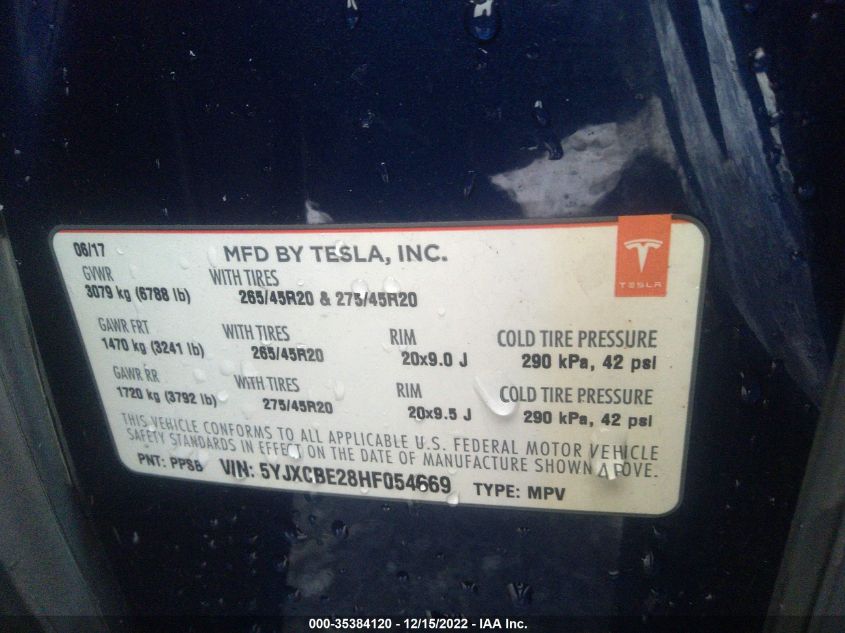 06/17
MFD BY TESLA, INC.
TESLA
GVWR
3079 kg (6788 lb)
WITH TIRES
265/45R20 & 275/45R20
GAWR FRT
1470 kg (3241 lb)
WITH TIRES
265/45R20
RIM
20x9.0 J
COLD TIRE PRESSURE
290 kPa, 42 psi
GAWR RR
1720 kg (3792 lb)
WITH TIRES
275/45R20
RIM
20x9.5 J
COLD TIRE PRESSURE
290 kPa, 42 psi
THIS VEHICLE CONFORMS TO ALL APPLICABLE U.S. FEDERAL MOTOR VEHICLE
SAFETY STANDARDS IN EFFECT ON THE DATE OF MANUFACTURE SHOWN ABOVE.
PNT: PPSB VIN: 5YJXCBE28HF054669 TYPE: MPV
000-35384120 - 12/15/2022 - IAA Inc.